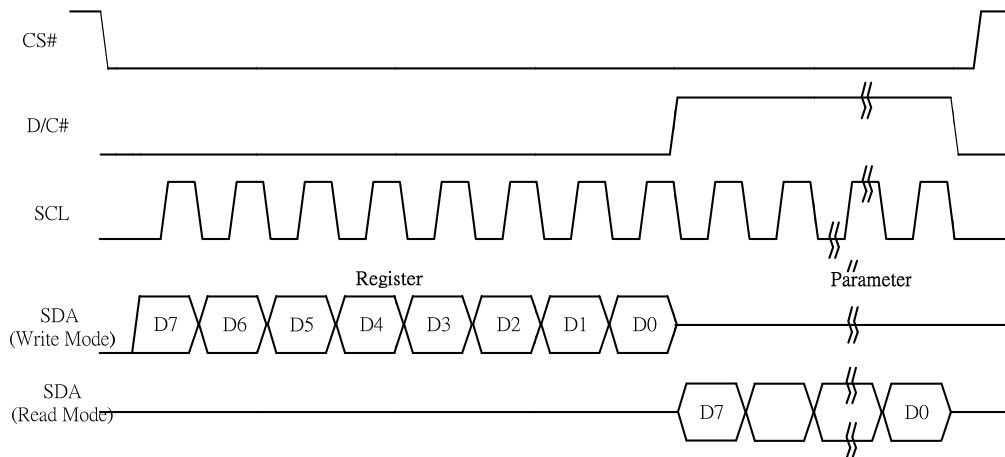 CS#
D/C#
SCL
Register
Parameter
SDA
(Write Mode)
D7 D6 D5 D4 D3 D2 D1 D0
SDA
(Read Mode)
D7 D0